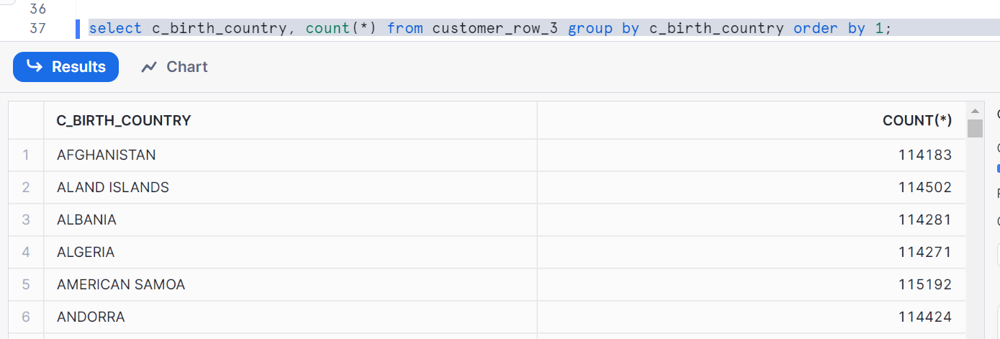 36
37 select c_birth_country, count(*) from customer_row_3 group by c_birth_country order by 1;
Results Chart
C_BIRTH_COUNTRY COUNT(*)
1 AFGHANISTAN 114183
2 ALAND ISLANDS 114502
3 ALBANIA 114281
4 ALGERIA 114271
5 AMERICAN SAMOA 115192
6 ANDORRA 114424